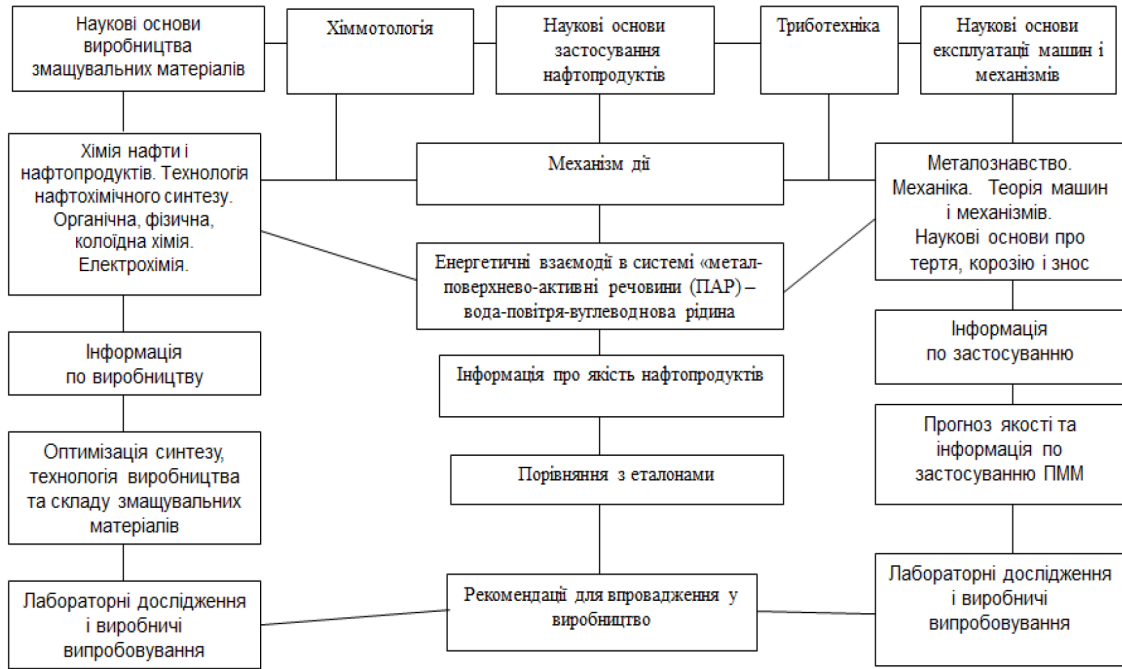 Наукові основи
виробництва
змащувальних матеріалів
Хіммотологія
Наукові основи
застосування
нафтопродуктів
Триботехніка
Наукові основи
експлуатації машин і
механізмів
Хімія нафти і
нафтопродуктів. Технологія
нафтохімічного синтезу.
Органічна, фізична,
колоїдна хімія.
Електрохімія.
Механізм дії
Металознавство.
Механіка. Теорія машин
і механізмів.
Наукові основи про
тертя, корозію і знос
Енергетичні взаємодії в системі «метал-
поверхнево-активні речовини (ПАР) –
вода-повітря-вуглеводнова рідина
Інформація
по виробництву
Інформація про якість нафтопродуктів
Інформація
по застосуванню
Оптимізація синтезу,
технологія виробництва
та складу змащувальних
матеріалів
Порівняння з еталонами
Прогноз якості та
інформація по
застосуванню ПММ
Лабораторні дослідження
і виробничі
випробовування
Рекомендації для впровадження у
виробництво
Лабораторні дослідження
і виробничі
випробовування